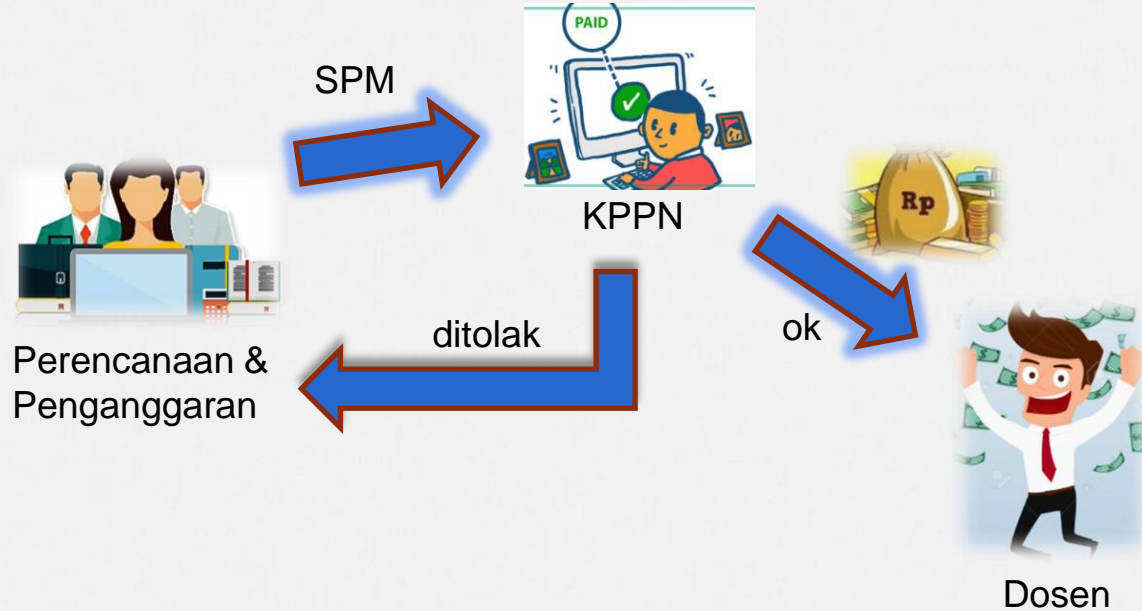 PAID
SPM
KPPN
Rp
ditolak
ok
Perencanaan &
Penganggaran
Dosen